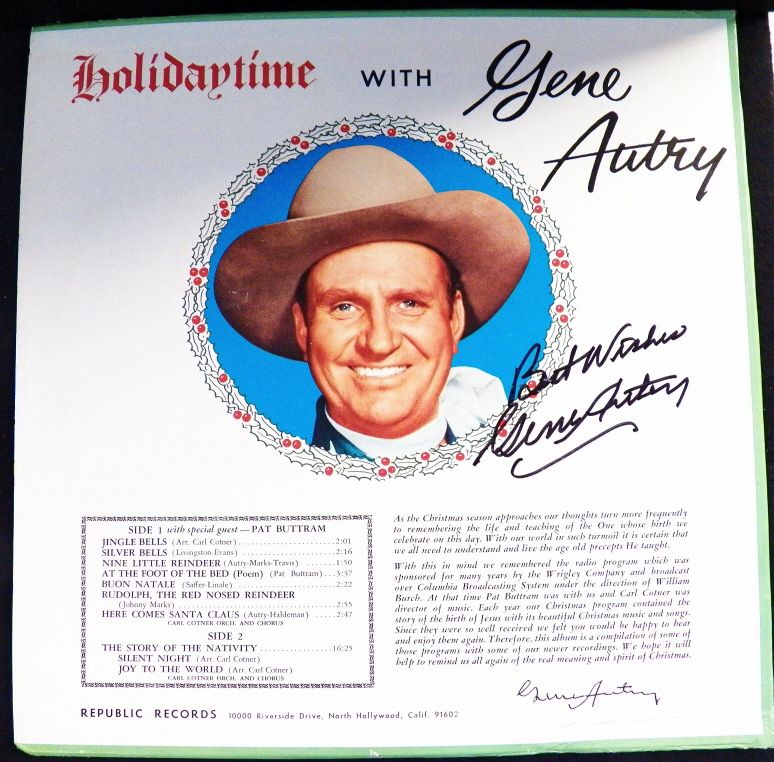 Holidaytime WITH Gene
Autry
Best Wishes
Gene Autry
SIDE 1 with special guest — PAT BUTTRAM
JINGLE BELLS (Arr. Carl Cotner) 2:01
SILVER BELLS (Livingston-Evans) 2:16
NINE LITTLE REINDEER (Autry-Marks-Travis) 1:50
AT THE FOOT OF THE BED (Poem) (Pat Buttram) 3:37
BUON NATALE (Saffer-Linale) 2:22
RUDOLPH, THE RED NOSED REINDEER
(Johnny Marks) 2:55
HERE COMES SANTA CLAUS (Autry-Haldeman) 2:47
CARL COTNER ORCH. AND CHORUS
SIDE 2
THE STORY OF THE NATIVITY 16:25
SILENT NIGHT (Arr. Carl Cotner)
JOY TO THE WORLD (Arr. Carl Cotner)
CARL COTNER ORCH. AND CHORUS
As the Christmas season approaches our thoughts turn more frequently
to remembering the life and teaching of the One whose birth we
celebrate on this day. With our world in such turmoil it is certain that
we all need to understand and live the age old precepts He taught.
With this in mind we remembered the radio program which was
sponsored for many years by the Wrigley Company and broadcast
over Columbia Broadcasting System under the direction of William
Burch. At that time Pat Buttram was with us and Carl Cotner was
director of music. Each year our Christmas program contained the
story of the birth of Jesus with its beautiful Christmas music and songs.
Since they were so well received we felt you would be happy to hear
and enjoy them again. Therefore, this album is a compilation of some of
those programs with some of our newer recordings. We hope it will
help to remind us all again of the real meaning and spirit of Christmas.
Gene Autry
REPUBLIC RECORDS 10000 Riverside Drive, North Hollywood, Calif. 91602